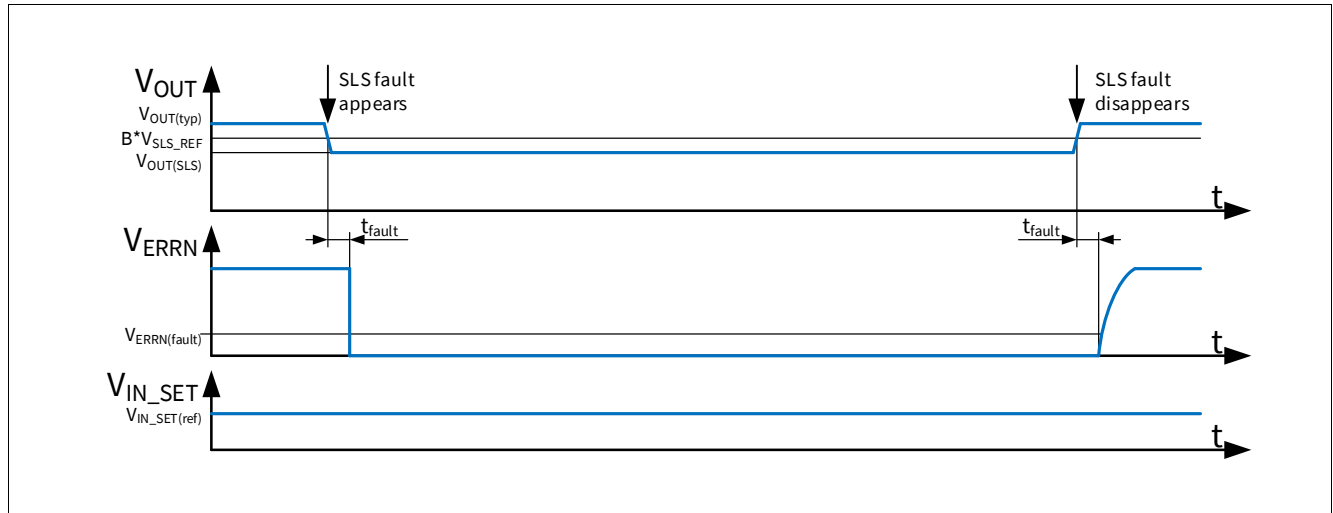 SLS fault
appears
SLS fault
disappears
VOUT
VOUT(typ)
B*VSLS_REF
VOUT(SLS)
t
tfault
tfault
VERRN
VERRN(fault)
t
VIN_SET
VIN_SET(ref)
t